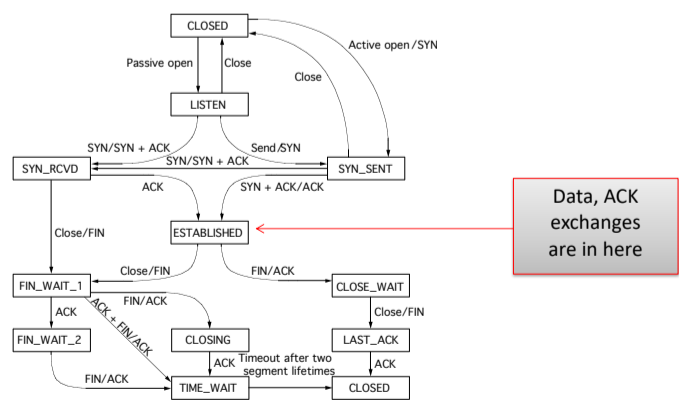 CLOSED
Active open/SYN
Passive open
Close
Close
LISTEN
SYN/SYN + ACK
Send/SYN
SYN/SYN + ACK
SYN_RCVD
SYN_SENT
ACK
SYN + ACK/ACK
Data, ACK
exchanges
are in here
ESTABLISHED
Close/FIN
Close/FIN
FIN/ACK
FIN_WAIT_1
CLOSE_WAIT
FIN/ACK
ACK
ACK + FIN/ACK
Close/FIN
FIN_WAIT_2
CLOSING
LAST_ACK
ACK
Timeout after two
segment lifetimes
ACK
FIN/ACK
TIME_WAIT
CLOSED